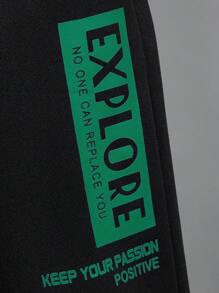 EXPLORE
NO ONE CAN REPLACE YOU
KEEP YOUR PASSION
POSITIVE